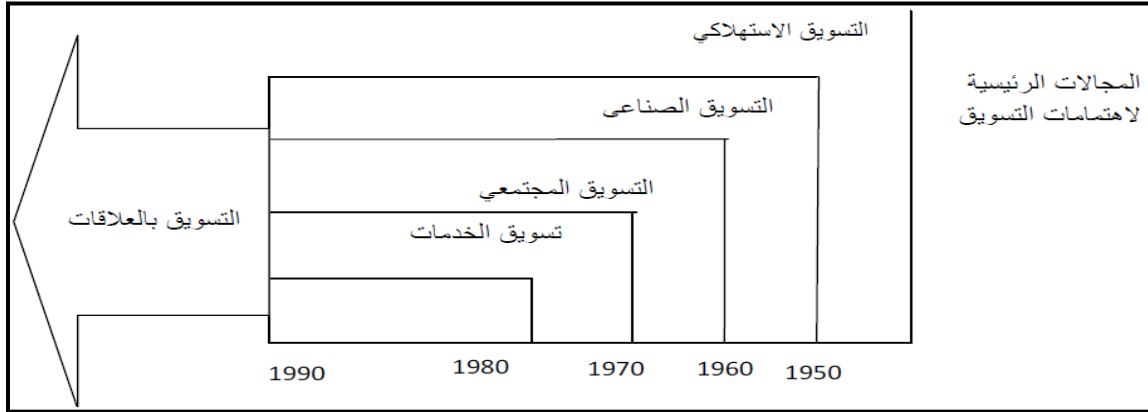 التسويق الاستهلاكي
المجالات الرئيسية
لاهتمامات التسويق
التسويق الصناعى
التسويق المجتمعي
التسويق بالعلاقات
تسويق الخدمات
1950
1960
1970
1980
1990